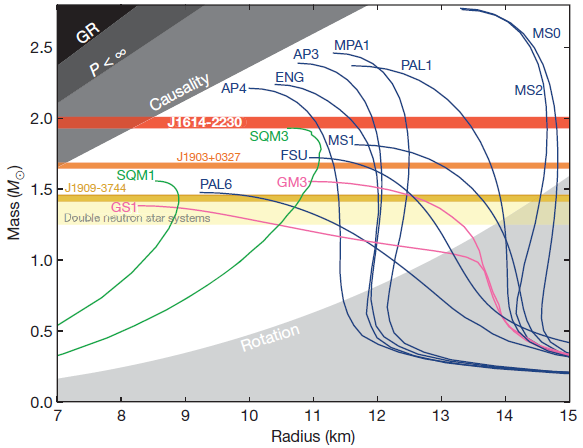 GR
P < ∞
Causality
AP3
MPA1
MS0
ENG
PAL1
AP4
MS2
J1614-2230
SQM3
MS1
J1903+0327
FSU
SQM1
J1909-3744
PAL6
GM3
GS1
Double neutron star systems
Rotation
Mass (M☉)
2.5
2.0
1.5
1.0
0.5
0.0
7 8 9 10 11 12 13 14 15
Radius (km)